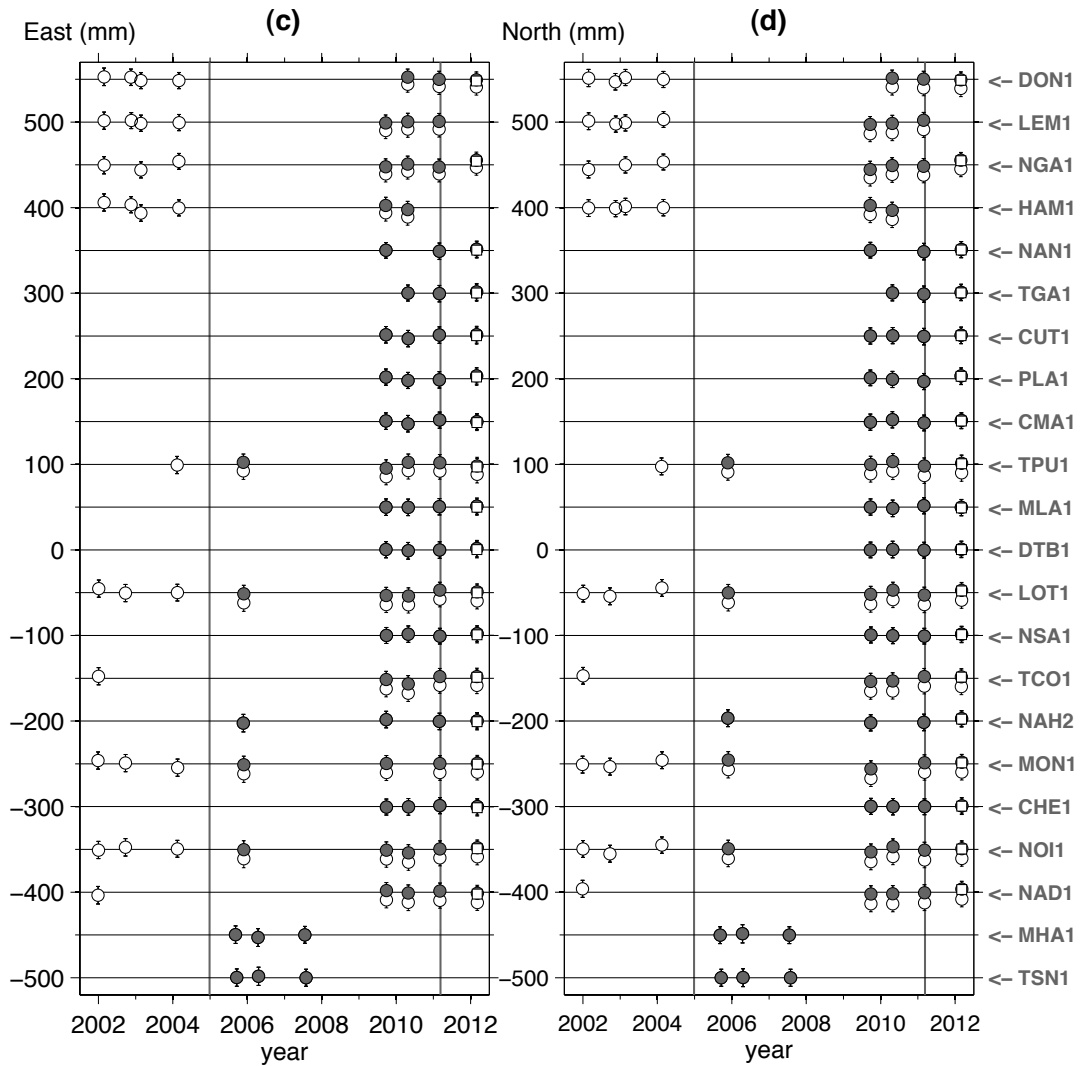 (c)
(d)
East (mm)
North (mm)
500
400
300
200
100
0
−100
−200
−300
−400
−500
500
400
300
200
100
0
−100
−200
−300
−400
−500
<– DON1
<– LEM1
<– NGA1
<– HAM1
<– NAN1
<– TGA1
<– CUT1
<– PLA1
<– CMA1
<– TPU1
<– MLA1
<– DTB1
<– LOT1
<– NSA1
<– TCO1
<– NAH2
<– MON1
<– CHE1
<– NOI1
<– NAD1
<– MHA1
<– TSN1
2002 2004 2006 2008 2010 2012
2002 2004 2006 2008 2010 2012
year
year